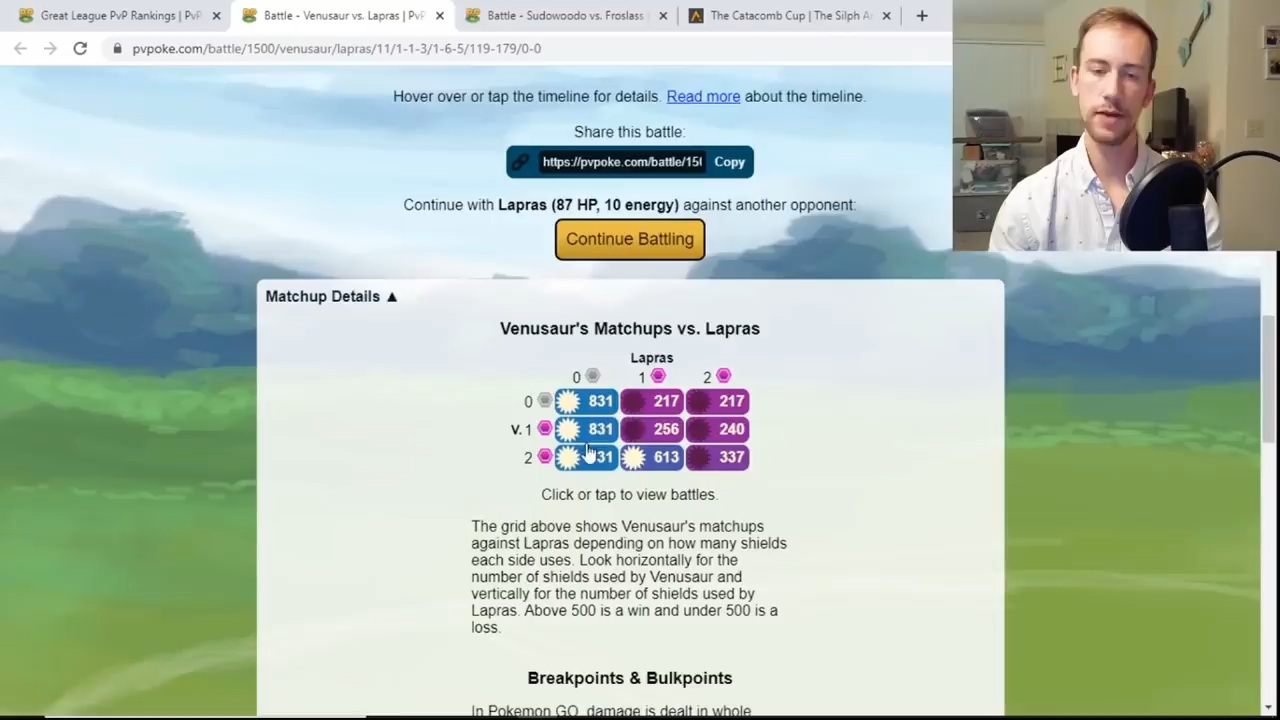 Great League PvP Rankings | PvP
Battle - Venusaur vs. Lapras | PvP
Battle - Sudowoodo vs. Froslass |
The Catacomb Cup | The Silph Ar
pvpoke.com/battle/1500/venusaur/lapras/11/1-1-3/1-6-5/119-179/0-0
Hover over or tap the timeline for details. Read more about the timeline.
Share this battle:
https://pvpoke.com/battle/150 Copy
Continue with Lapras (87 HP, 10 energy) against another opponent:
Continue Battling
Matchup Details ▲
Venusaur's Matchups vs. Lapras
Lapras
0 1 2
0 831 217 217
V. 1 831 256 240
2 831 613 337
Click or tap to view battles.
The grid above shows Venusaur's matchups
against Lapras depending on how many shields
each side uses. Look horizontally for the
number of shields used by Venusaur and
vertically for the number of shields used by
Lapras. Above 500 is a win and under 500 is a
loss.
Breakpoints & Bulkpoints
In Pokemon GO, damage is dealt in whole